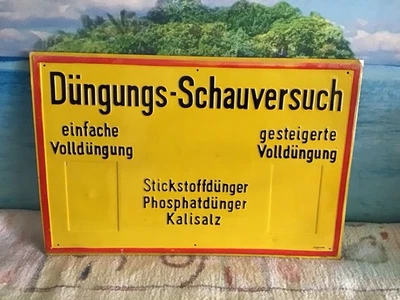 Düngungs-Schauversuch
einfache
Volldüngung
gesteigerte
Volldüngung
Stickstoffdünger
Phosphatdünger
Kalisalz